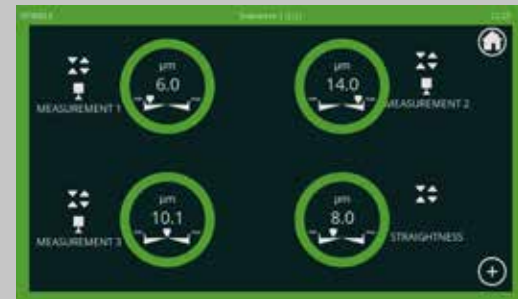 µm
6.0
MEASUREMENT 1
µm
14.0
MEASUREMENT 2
µm
10.1
MEASUREMENT 3
µm
8.0
STRAIGHTNESS